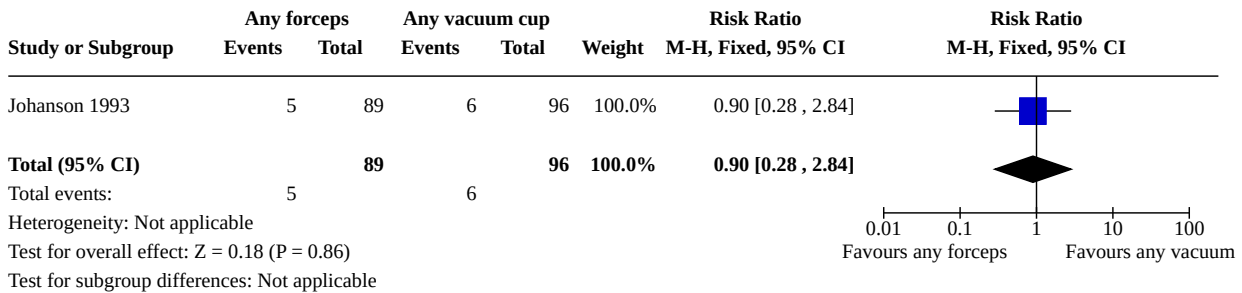 Any forceps Any vacuum cup Risk Ratio Risk Ratio
Study or Subgroup Events Total Events Total Weight M-H, Fixed, 95% CI M-H, Fixed, 95% CI
Johanson 1993 5 89 6 96 100.0% 0.90 [0.28 , 2.84]
Total (95% CI) 89 96 100.0% 0.90 [0.28 , 2.84]
Total events: 5 6
Heterogeneity: Not applicable
Test for overall effect: Z = 0.18 (P = 0.86)
Test for subgroup differences: Not applicable
0.01 0.1 1 10 100
Favours any forceps Favours any vacuum